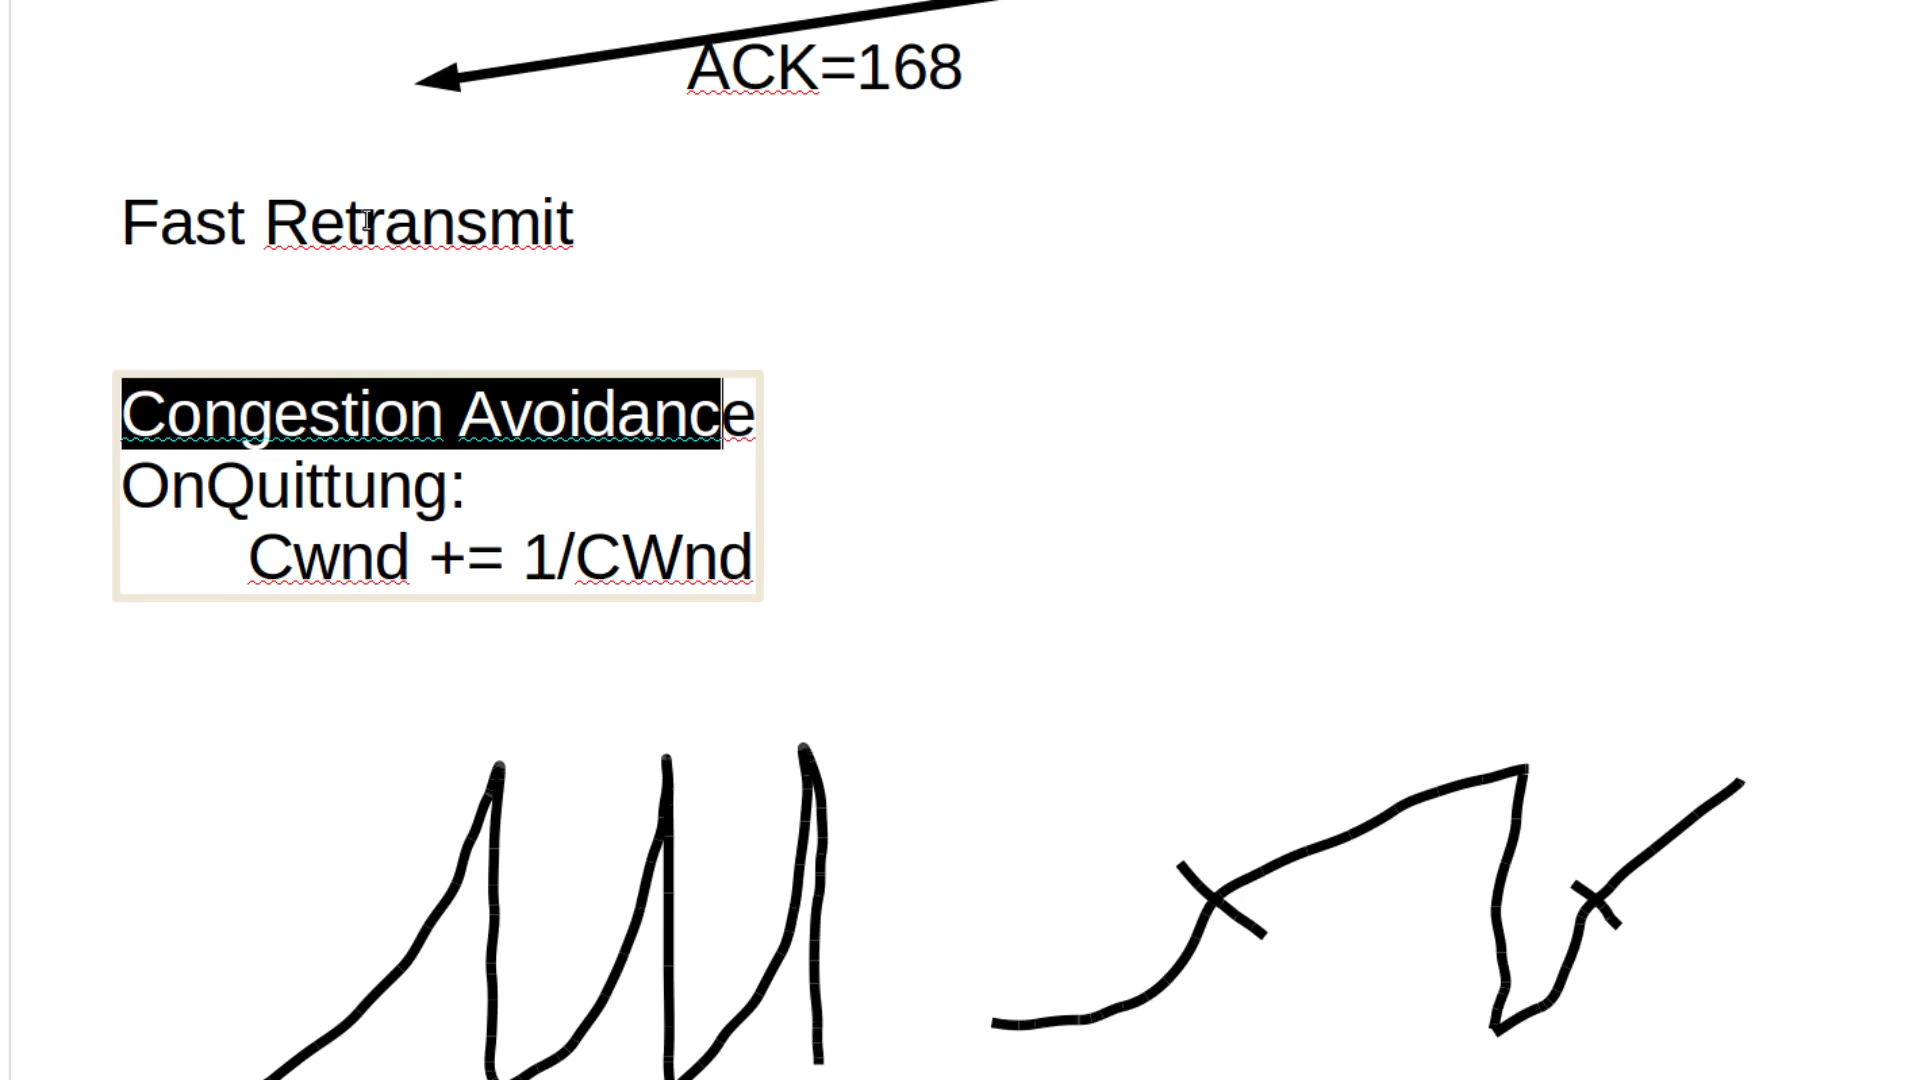 ACK=168
Fast Retransmit
Congestion Avoidance
OnQuittung:
Cwnd += 1/CWnd